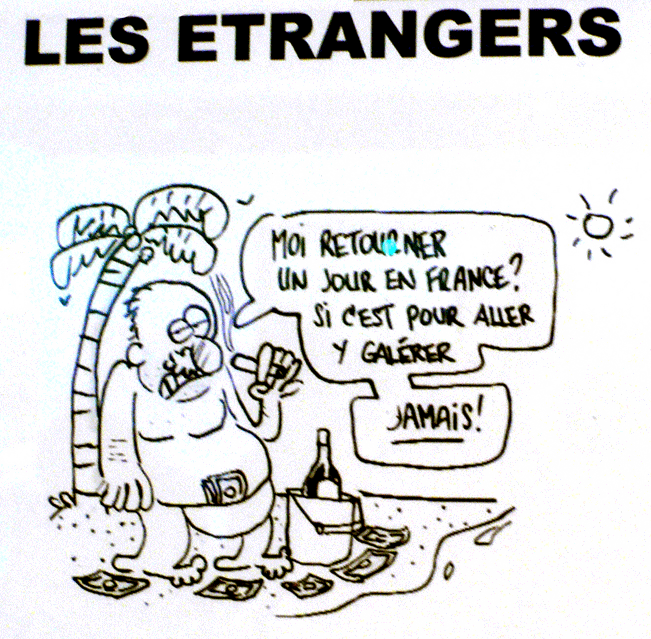 LES ETRANGERS
MOI RETOURNER
UN JOUR EN FRANCE?
SI C'EST POUR ALLER
Y GALÉRER
JAMAIS!